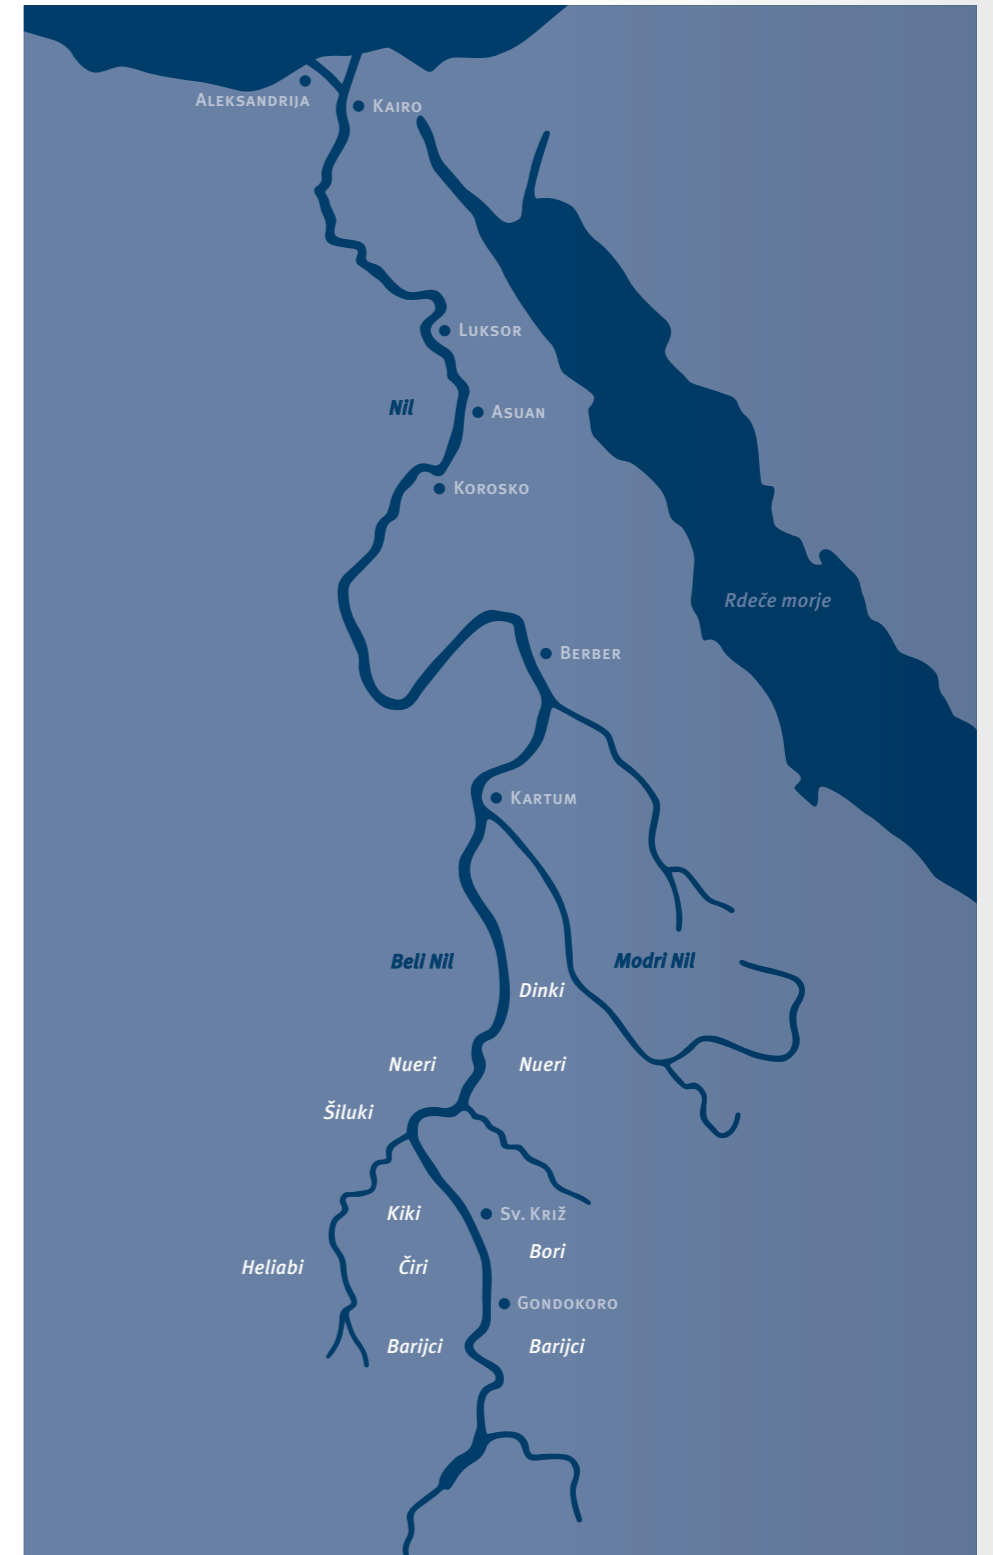 ALEKSANDRIJA
KAIRO
LUKSOR
Nil
ASUAN
KOROSKO
Rdeče morje
BERBER
KARTUM
Beli Nil
Modri Nil
Dinki
Nueri
Nueri
Šiluki
Kiki
SV. KRIŽ
Bori
Heliabi
Čiri
GONDOKORO
Barijci
Barijci